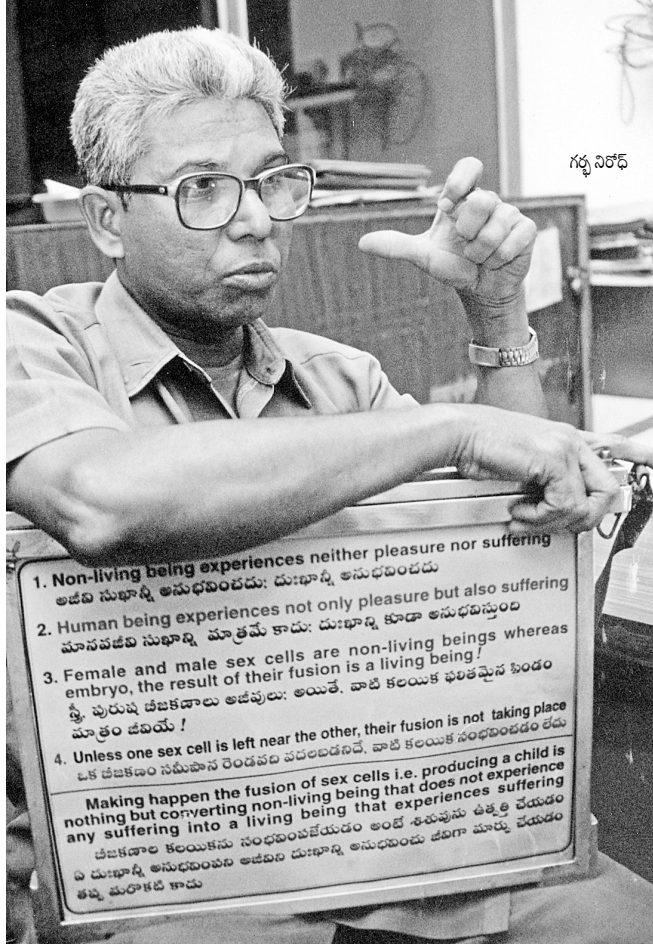 గర్భ నిరోధ్
1. Non-living being experiences neither pleasure nor suffering
అజీవి సుఖాన్నీ అనుభవించదు; దుఃఖాన్నీ అనుభవించదు
2. Human being experiences not only pleasure but also suffering
మానవజీవి సుఖాన్ని మాత్రమే కాదు; దుఃఖాన్ని కూడా అనుభవిస్తుంది
3. Female and male sex cells are non-living beings whereas
embryo, the result of their fusion is a living being!
స్త్రీ, పురుష బీజకణాలు అజీవులు; అయితే, వాటి కలయిక ఫలితమైన పిండం
మాత్రం జీవియే !
4. Unless one sex cell is left near the other, their fusion is not taking place
ఒక బీజకణం సమీపాన రెండవది వదలబడనిదే, వాటి కలయిక సంభవించడం లేదు
Making happen the fusion of sex cells i.e. producing a child is
nothing but converting non-living being that does not experience
any suffering into a living being that experiences suffering
బీజకణాల కలయికను సంభవింపజేయడం అంటే శిశువును ఉత్పత్తి చేయడం
ఏ దుఃఖాన్నీ అనుభవింపని అజీవిని దుఃఖాన్ని అనుభవించు జీవిగా మార్చు చేయడం
తప్ప మరొకటి కాదు